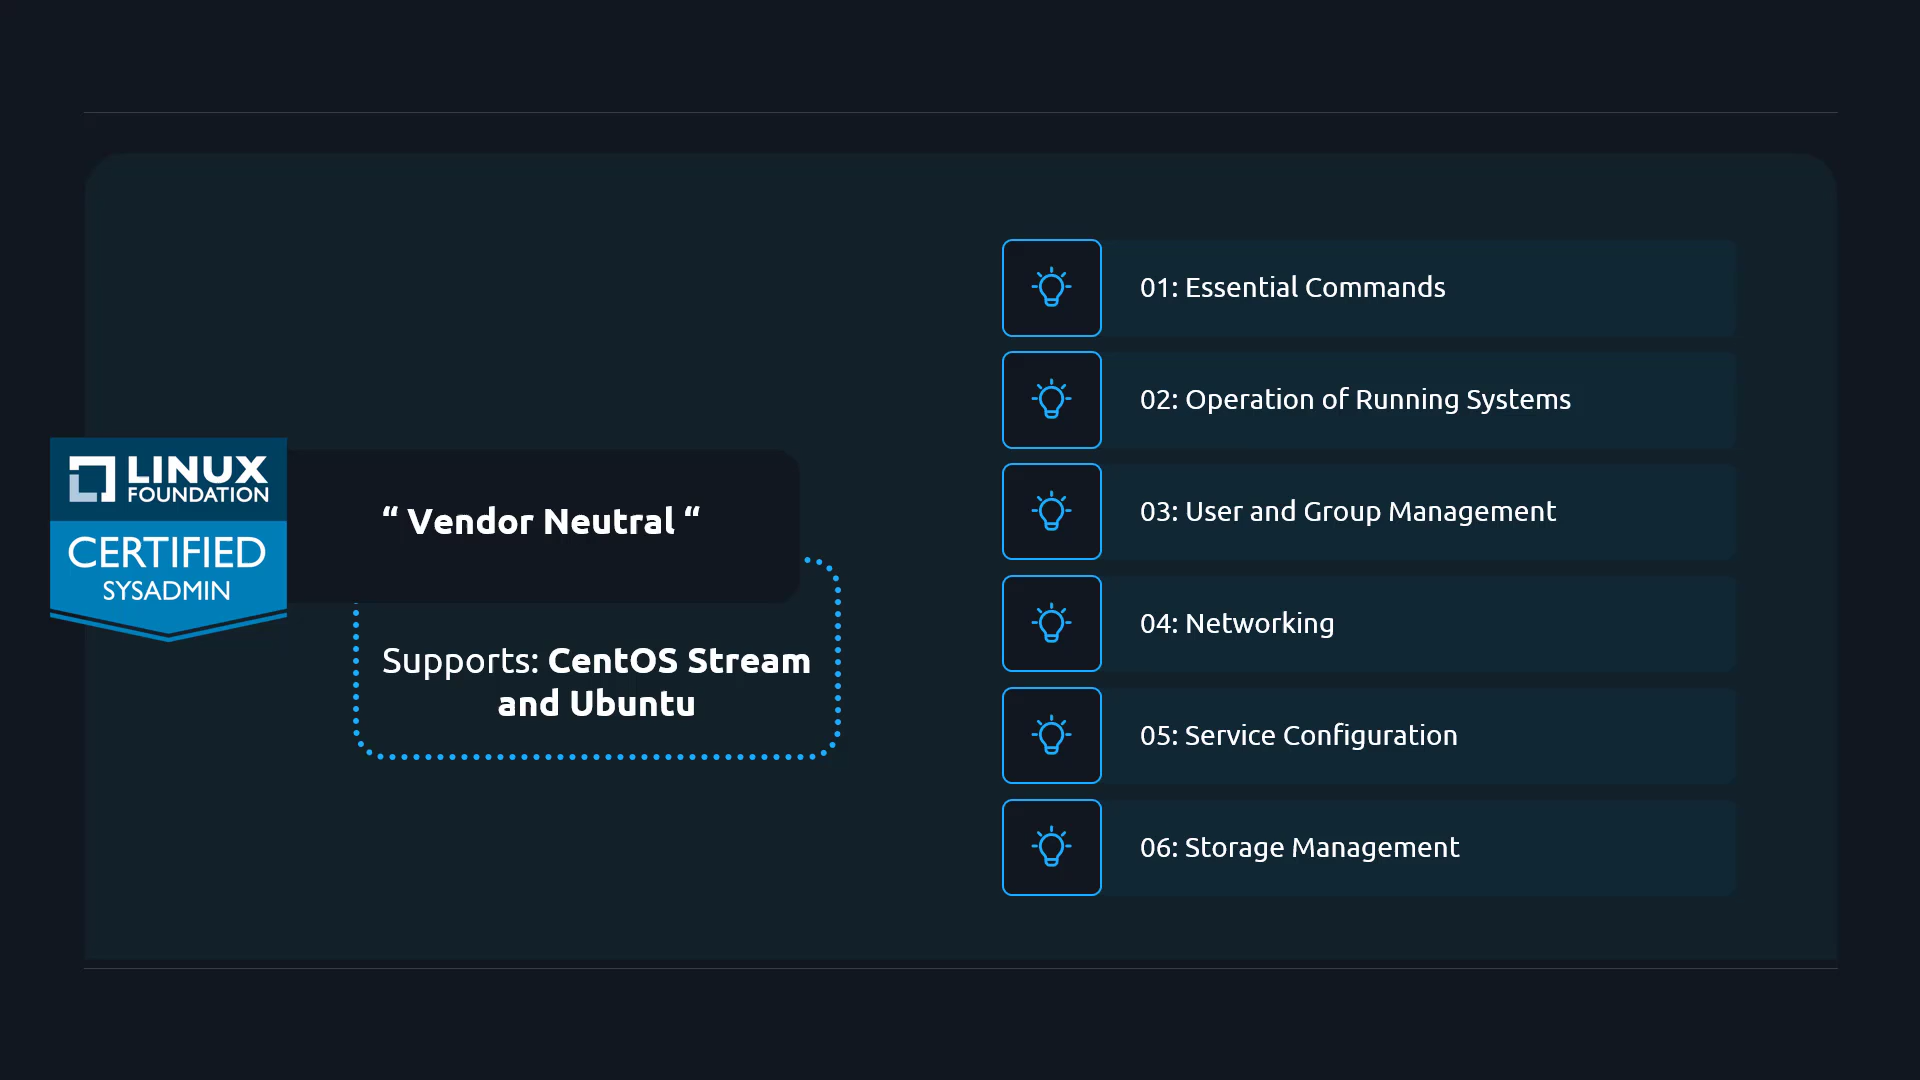 LINUX
FOUNDATION
CERTIFIED
SYSADMIN
“ Vendor Neutral “
Supports: CentOS Stream
and Ubuntu
01: Essential Commands
02: Operation of Running Systems
03: User and Group Management
04: Networking
05: Service Configuration
06: Storage Management